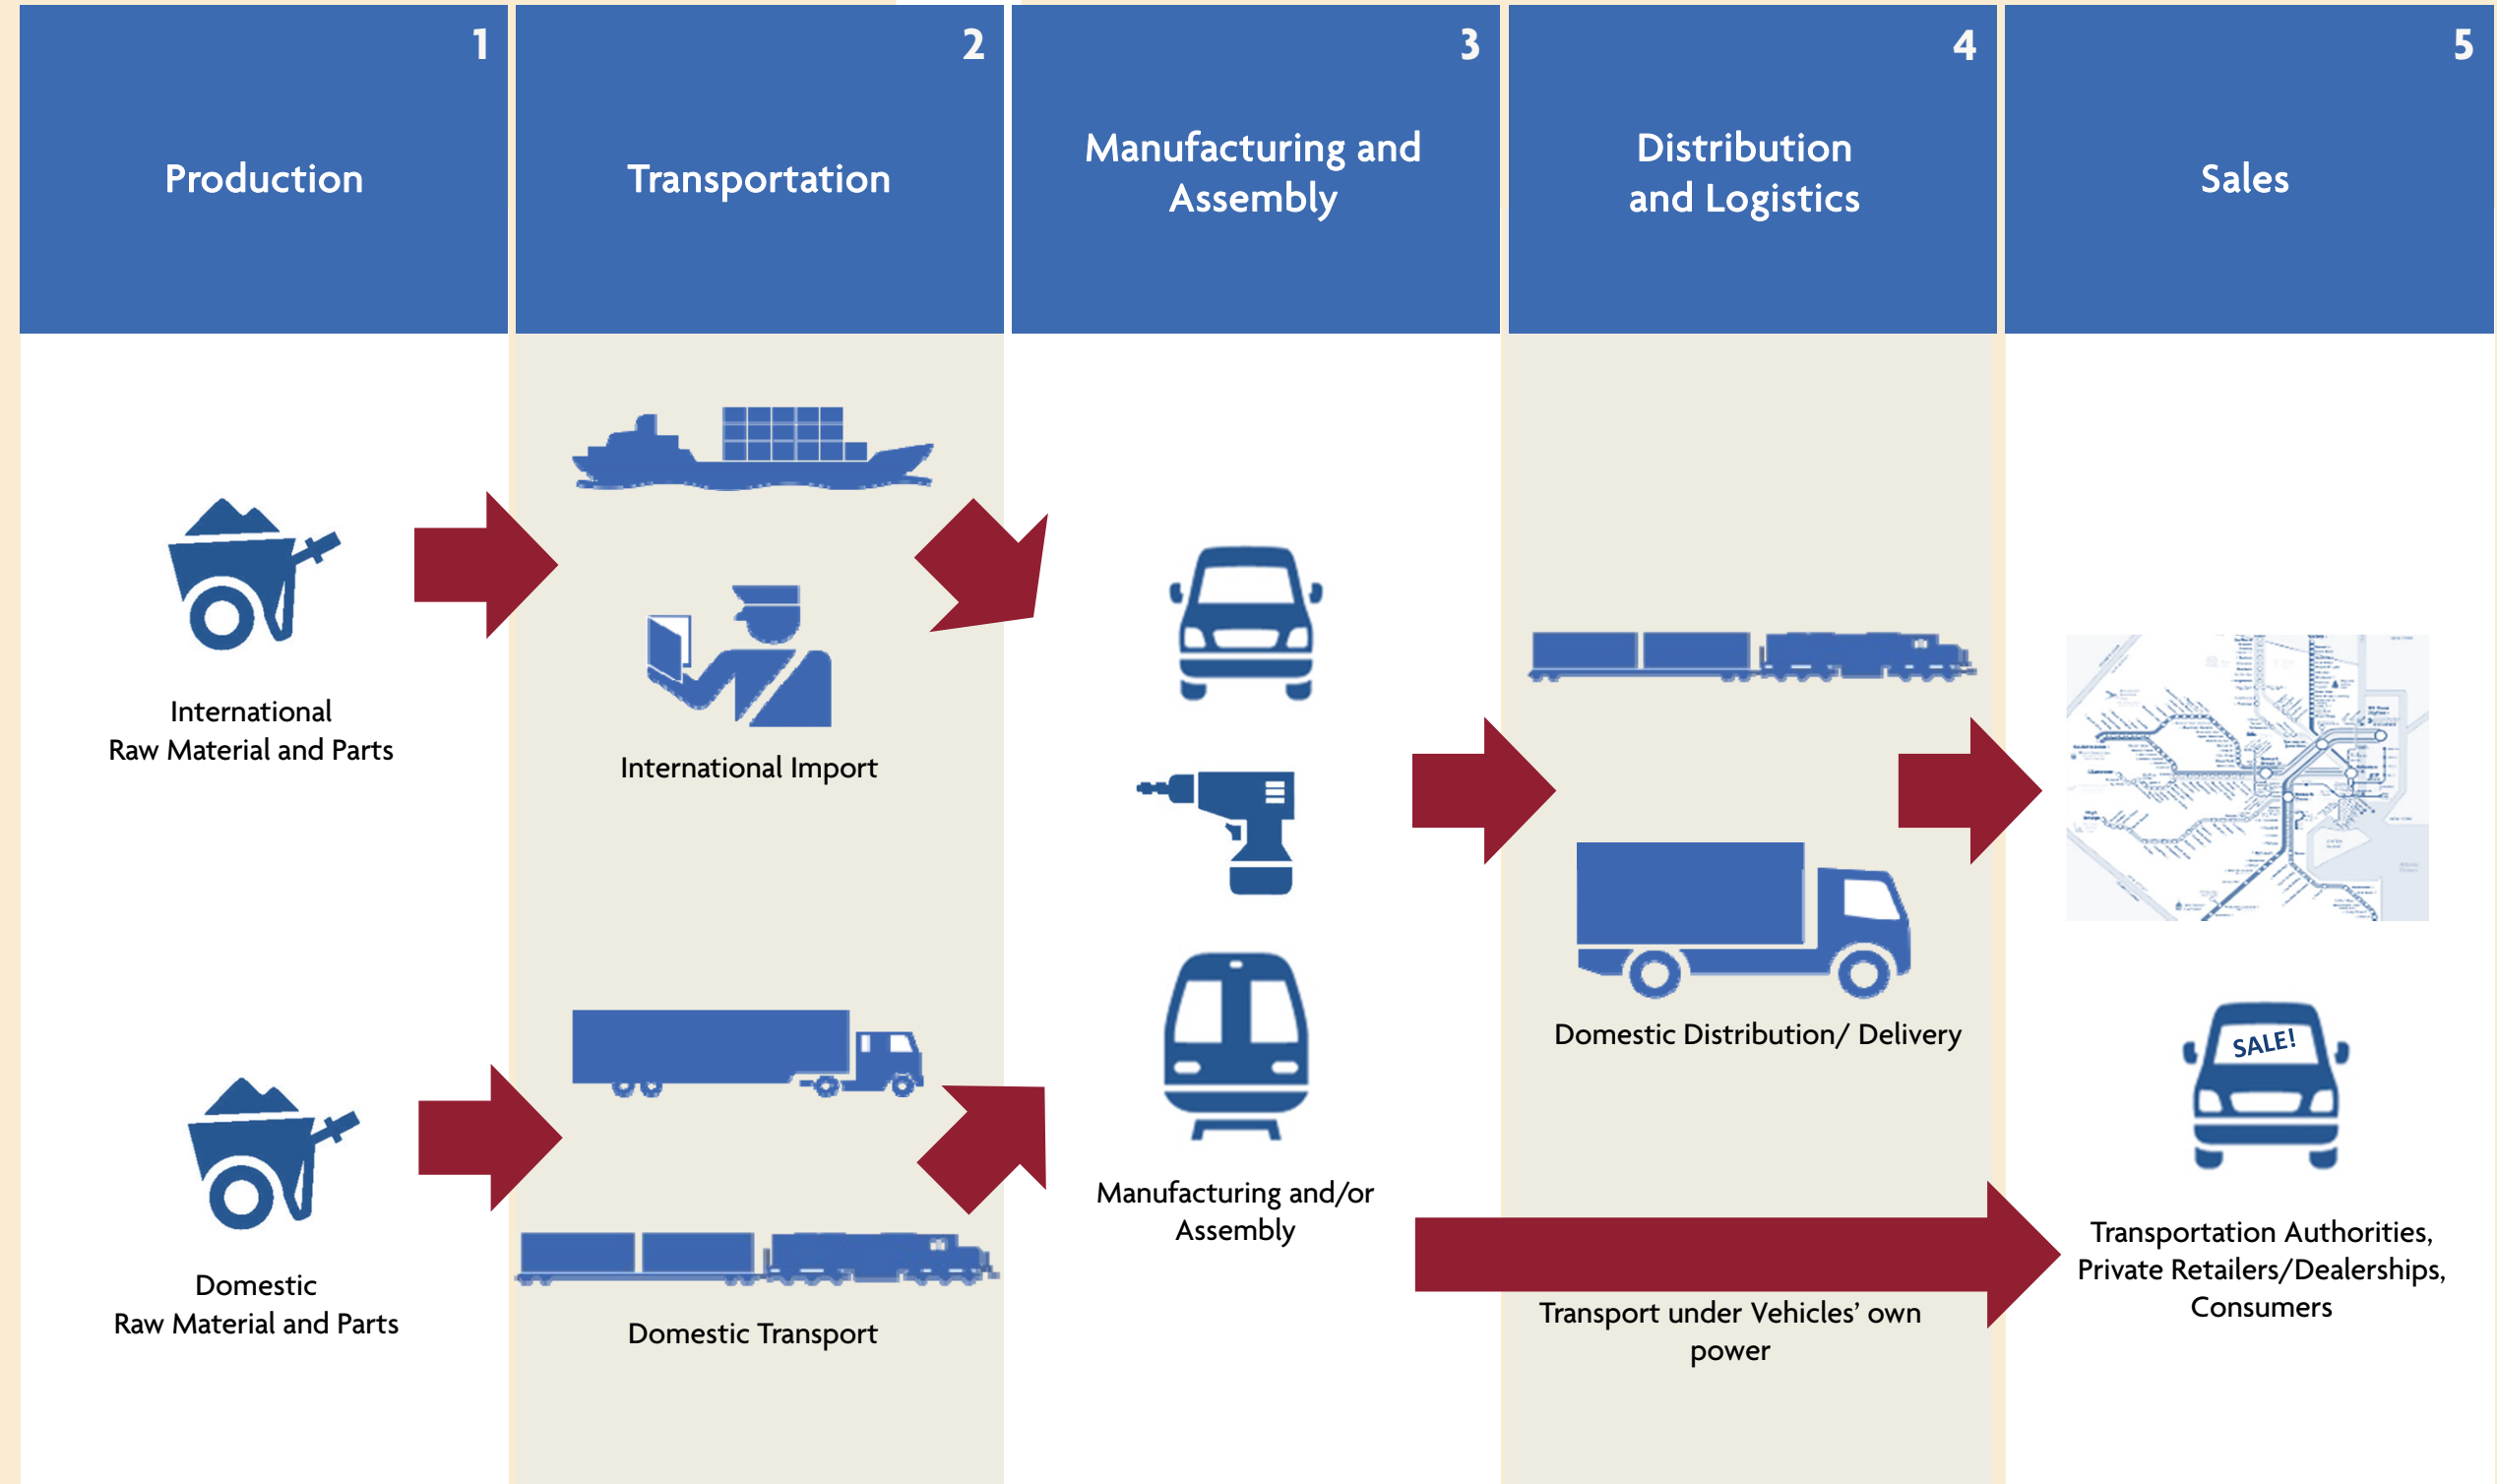 1
Production
2
Transportation
3
Manufacturing and
Assembly
4
Distribution
and Logistics
5
Sales
International
Raw Material and Parts
Domestic
Raw Material and Parts
International Import
Domestic Transport
Manufacturing and/or
Assembly
Domestic Distribution/ Delivery
Transport under Vehicles’ own
power
SALE!
Transportation Authorities,
Private Retailers/Dealerships,
Consumers